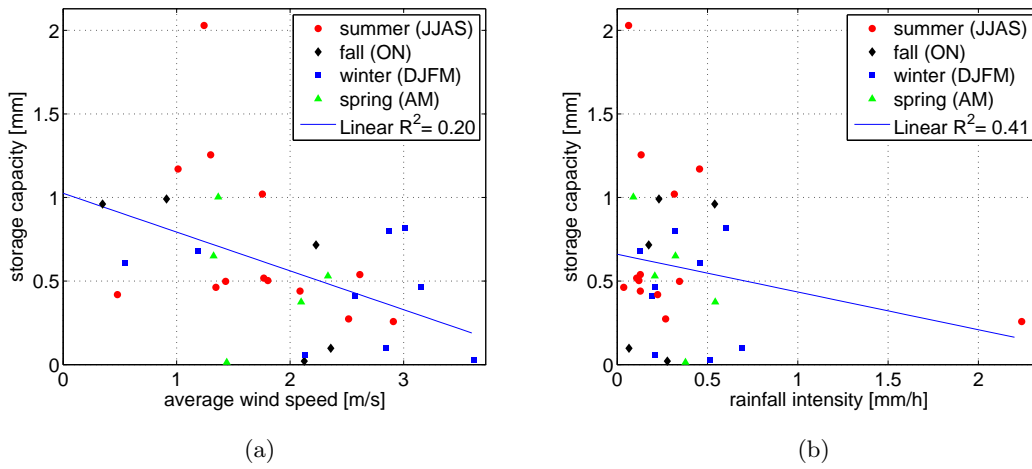 summer (JJAS)
fall (ON)
winter (DJFM)
spring (AM)
Linear R²= 0.20
2
1.5
1
0.5
0
storage capacity [mm]
0 1 2 3
average wind speed [m/s]
(a)
summer (JJAS)
fall (ON)
winter (DJFM)
spring (AM)
Linear R²= 0.41
2
1.5
1
0.5
0
storage capacity [mm]
0 0.5 1 1.5 2
rainfall intensity [mm/h]
(b)